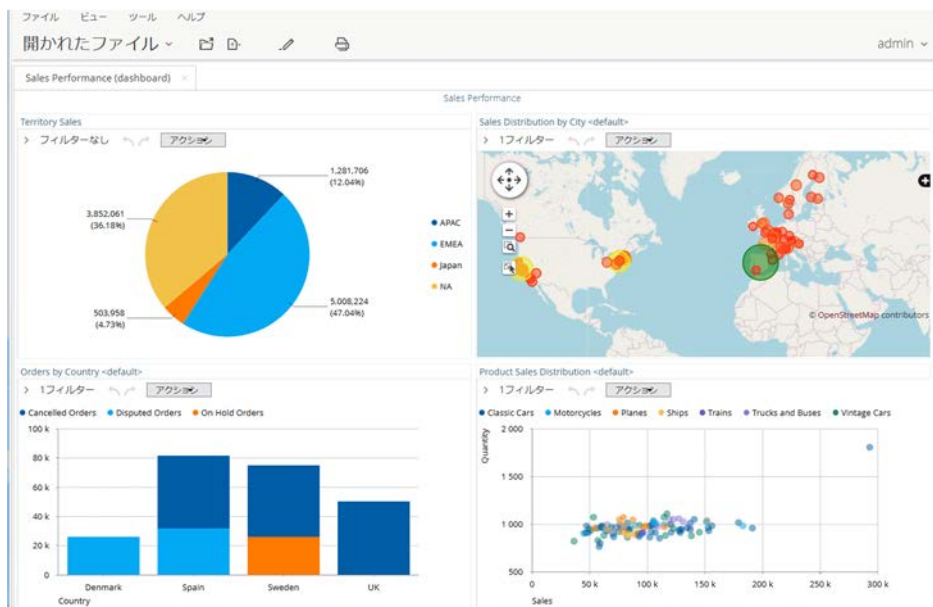 ファイル ビュー ツール ヘルプ
開かれたファイル
admin
Sales Performance (dashboard) ×
Sales Performance
Territory Sales
フィルターなし アクション
1,281,706
(12.04%)
3,852,061
(36.18%)
503,958
(4.73%)
5,008,224
(47.04%)
APAC
EMEA
Japan
NA
Sales Distribution by City <default>
1フィルター アクション
© OpenStreetMap contributors
Orders by Country <default>
1フィルター アクション
Cancelled Orders Disputed Orders On Hold Orders
100 k
80 k
60 k
40 k
20 k
0
Denmark Spain Sweden UK
Country
Product Sales Distribution <default>
1フィルター アクション
Classic Cars Motorcycles Planes Ships Trains Trucks and Buses Vintage Cars
Quantity
2 000
1 500
1 000
500
0 50 k 100 k 150 k 200 k 250 k 300 k
Sales